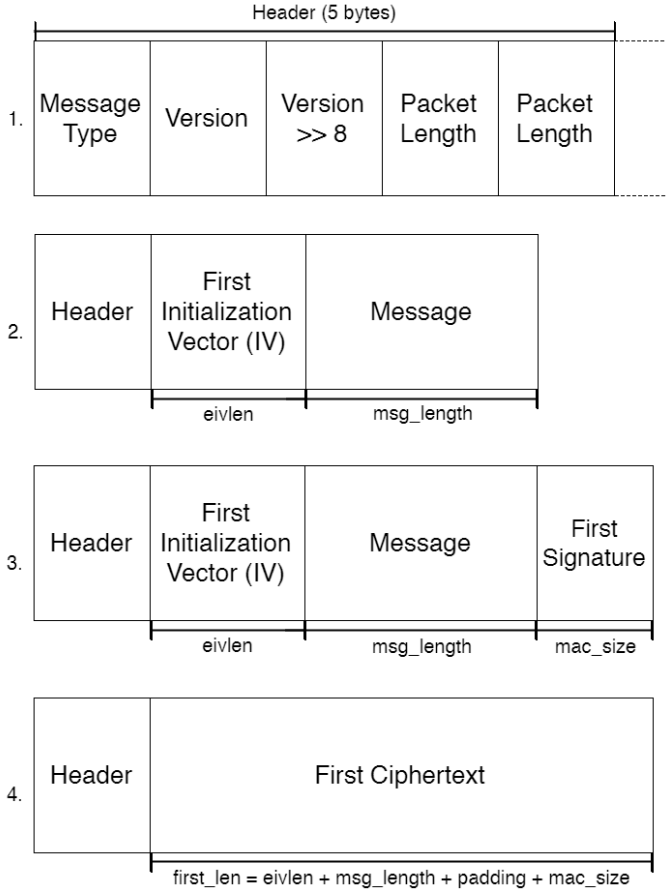 Header (5 bytes)
1.
Message
Type
Version
Version
>> 8
Packet
Length
Packet
Length
2.
Header
First
Initialization
Vector (IV)
Message
eivlen
msg_length
3.
Header
First
Initialization
Vector (IV)
Message
First
Signature
eivlen
msg_length
mac_size
4.
Header
First Ciphertext
first_len = eivlen + msg_length + padding + mac_size